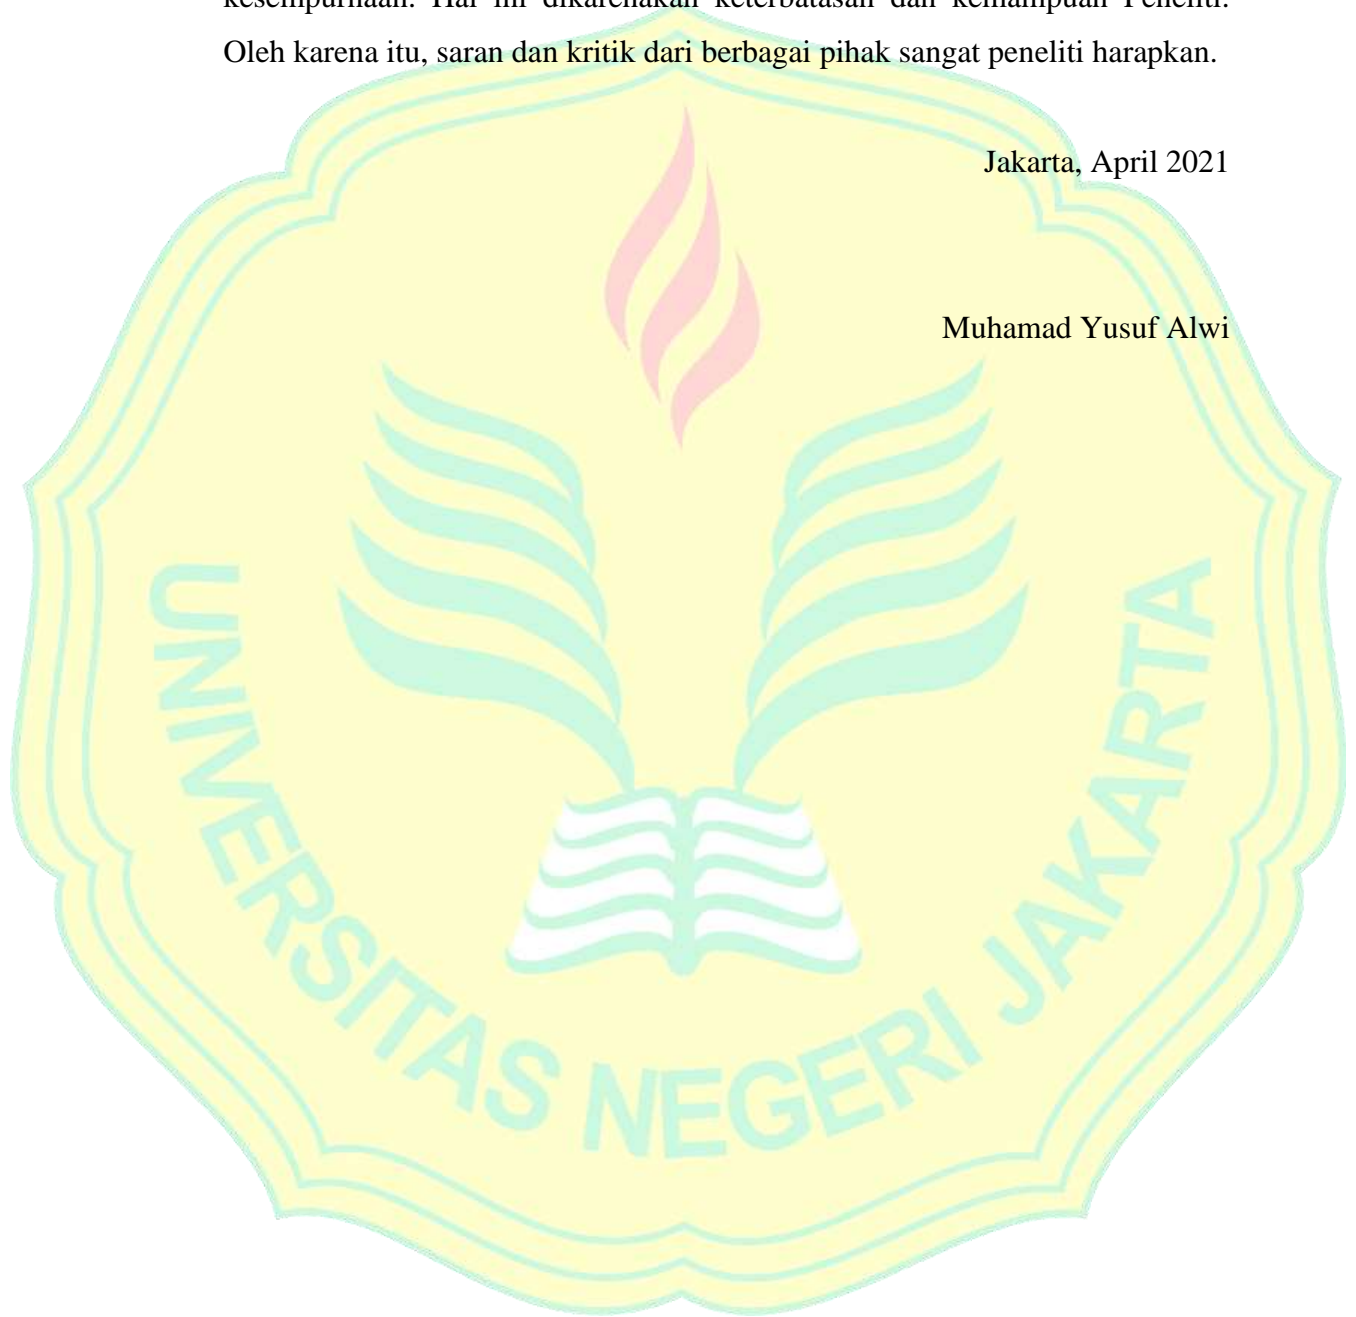 kesempurnaan. Hal ini dikarenakan keterbatasan dan kemampuan Peneliti.
Oleh karena itu, saran dan kritik dari berbagai pihak sangat peneliti harapkan.
Jakarta, April 2021
Muhamad Yusuf Alwi
UNIVERSITAS NEGERI JAKARTA